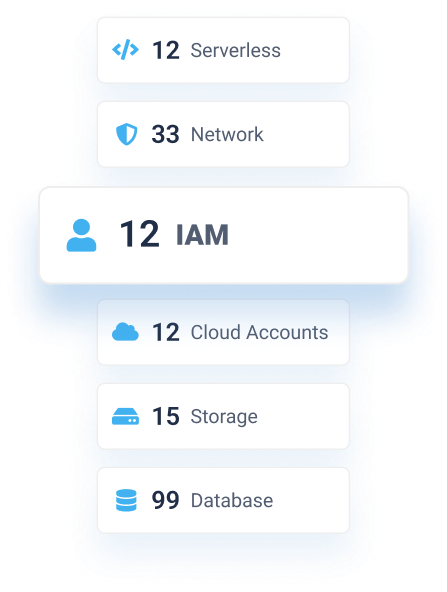 12 Serverless
33 Network
12 IAM
12 Cloud Accounts
15 Storage
99 Database